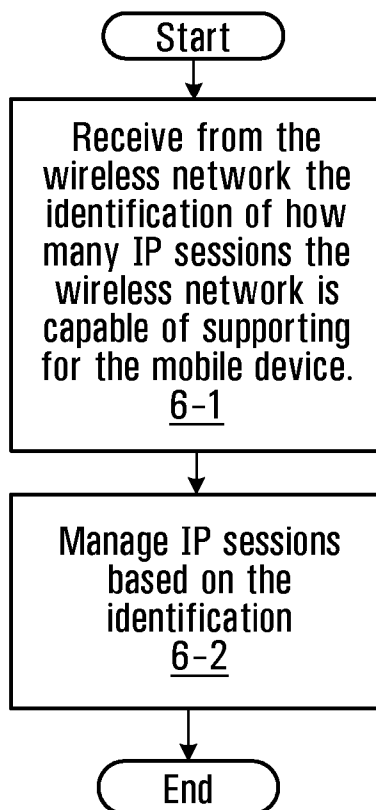 Start
Receive from the
wireless network the
identification of how
many IP sessions the
wireless network is
capable of supporting
for the mobile device.
6-1
Manage IP sessions
based on the
identification
6-2
End